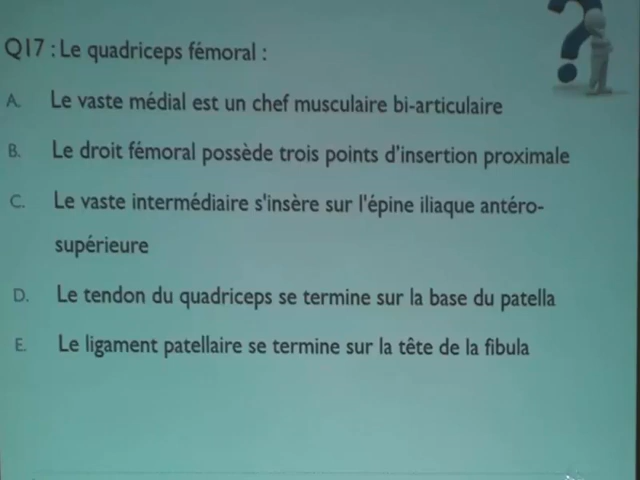 Q17 : Le quadriceps fémoral :
A. Le vaste médial est un chef musculaire bi-articulaire
B. Le droit fémoral possède trois points d'insertion proximale
C. Le vaste intermédiaire s'insère sur l'épine iliaque antéro-
supérieure
D. Le tendon du quadriceps se termine sur la base du patella
E. Le ligament patellaire se termine sur la tête de la fibula